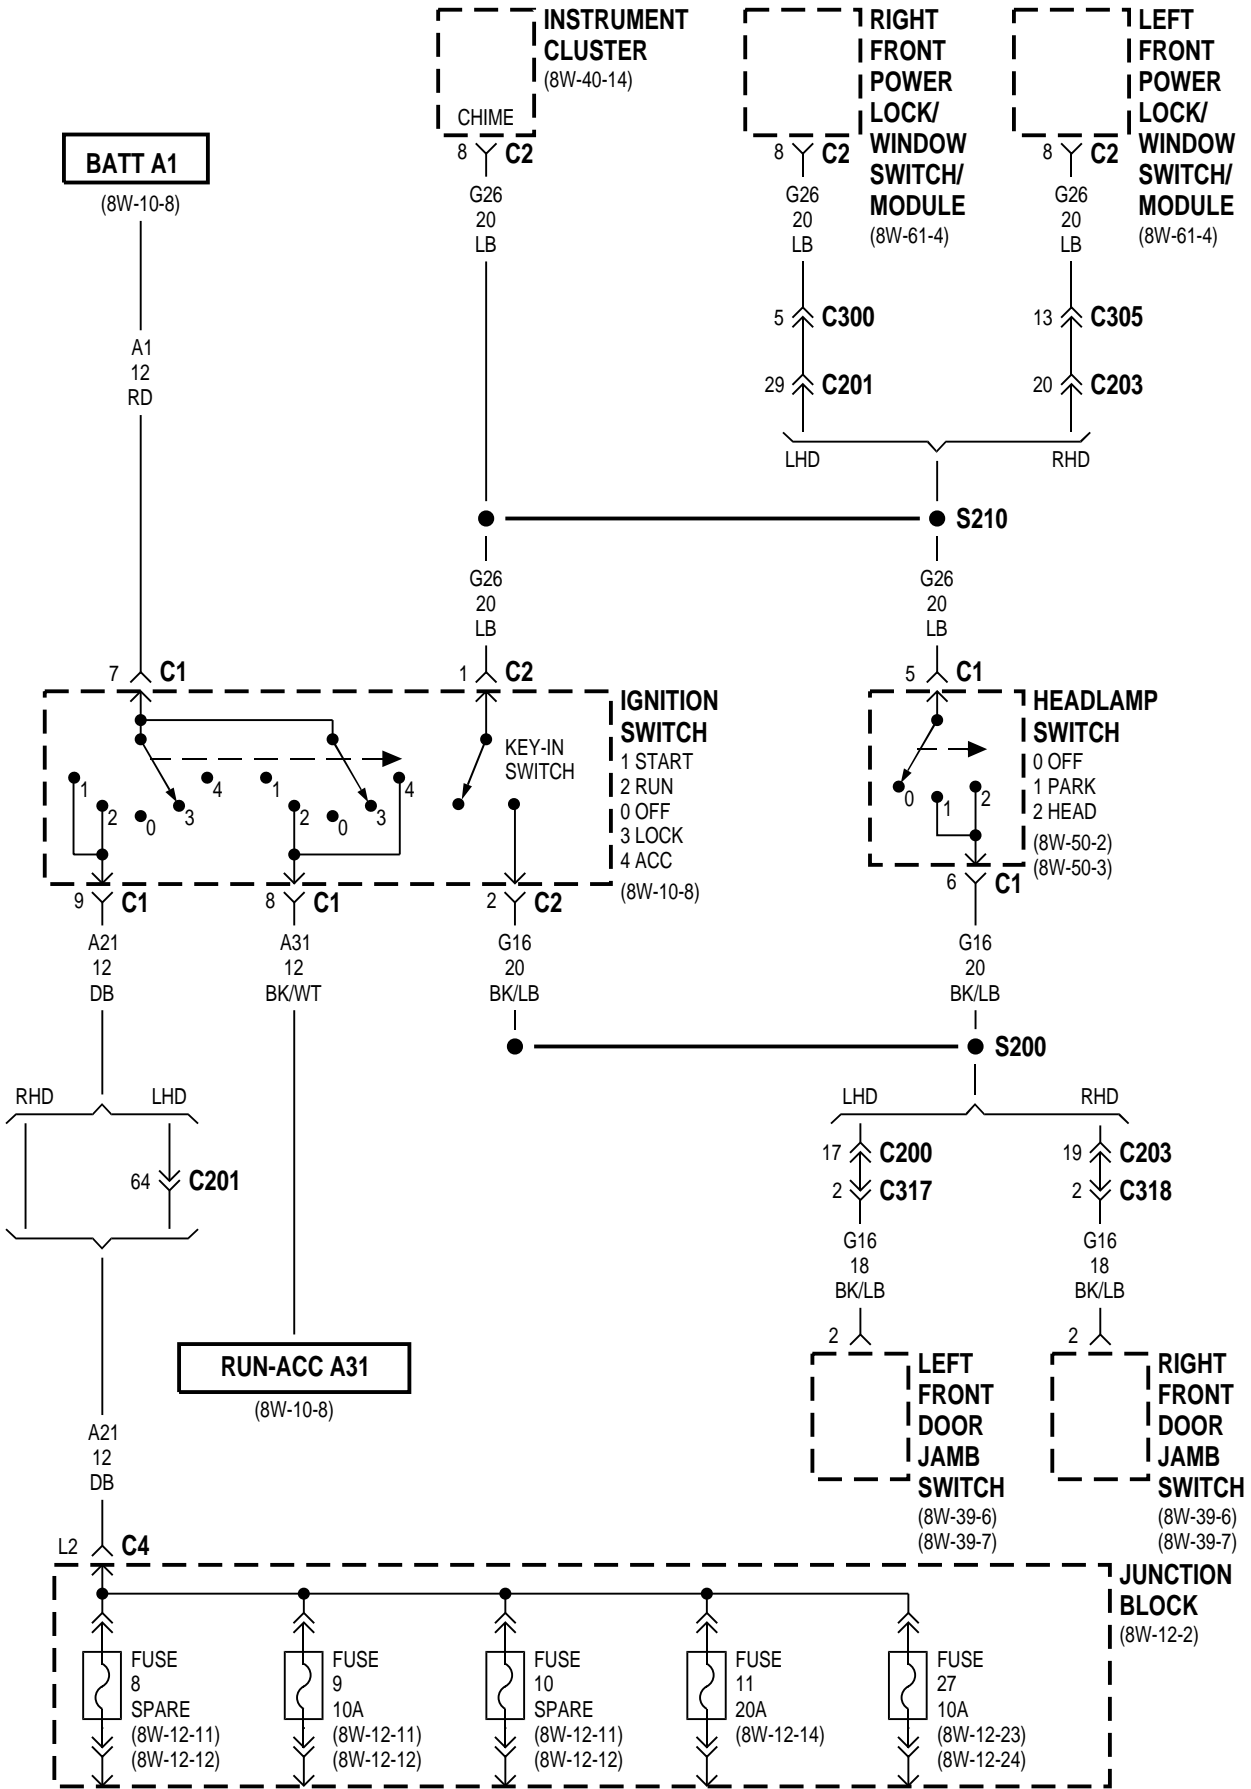 INSTRUMENT
CLUSTER
(8W-40-14)
CHIME
8 C2
G26
20
LB
RIGHT
FRONT
POWER
LOCK/
WINDOW
SWITCH/
MODULE
(8W-61-4)
8 C2
G26
20
LB
LEFT
FRONT
POWER
LOCK/
WINDOW
SWITCH/
MODULE
(8W-61-4)
8 C2
G26
20
LB
BATT A1
(8W-10-8)
A1
12
RD
5 C300
13 C305
29 C201
20 C203
LHD
RHD
S210
G26
20
LB
G26
20
LB
7 C1
1 C2
5 C1
IGNITION
SWITCH
1 START
2 RUN
0 OFF
3 LOCK
4 ACC
(8W-10-8)
KEY-IN
SWITCH
1
2
0
3
4
1
2
0
3
4
HEADLAMP
SWITCH
0 OFF
1 PARK
2 HEAD
(8W-50-2)
(8W-50-3)
0
1
2
9 C1
8 C1
2 C2
6 C1
A21
12
DB
A31
12
BK/WT
G16
20
BK/LB
G16
20
BK/LB
S200
RHD
LHD
LHD
RHD
64 C201
17 C200
2 C317
19 C203
2 C318
G16
18
BK/LB
G16
18
BK/LB
2
2
LEFT
FRONT
DOOR
JAMB
SWITCH
(8W-39-6)
(8W-39-7)
RIGHT
FRONT
DOOR
JAMB
SWITCH
(8W-39-6)
(8W-39-7)
RUN-ACC A31
(8W-10-8)
A21
12
DB
L2 C4
JUNCTION
BLOCK
(8W-12-2)
FUSE
8
SPARE
(8W-12-11)
(8W-12-12)
FUSE
9
10A
(8W-12-11)
(8W-12-12)
FUSE
10
SPARE
(8W-12-11)
(8W-12-12)
FUSE
11
20A
(8W-12-14)
FUSE
27
10A
(8W-12-23)
(8W-12-24)